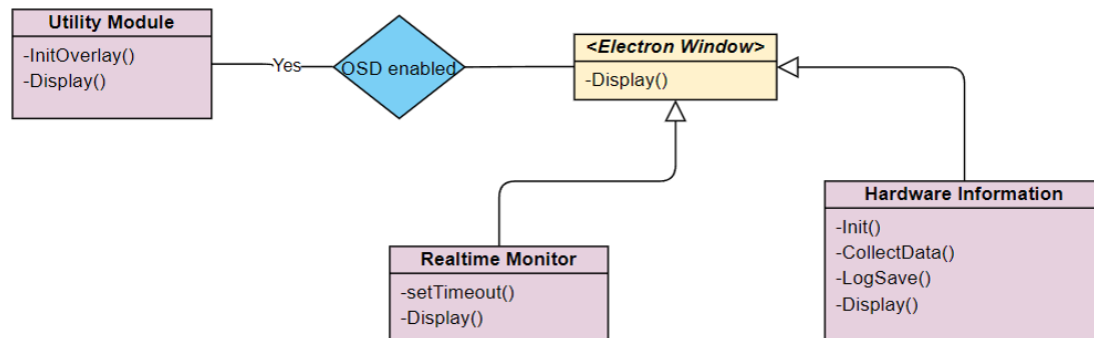 Utility Module
-InitOverlay()
-Display()
Yes
OSD enabled
<Electron Window>
-Display()
Realtime Monitor
-setTimeout()
-Display()
Hardware Information
-Init()
-CollectData()
-LogSave()
-Display()